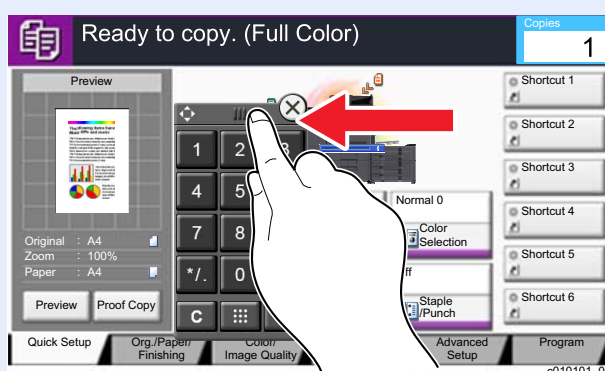 Ready to copy. (Full Color)
Copies
1
Preview
Original : A4
Zoom : 100%
Paper : A4
Preview
Proof Copy
1
2
3
4
5
7
8
*/.
0
C
Normal 0
Color
Selection
ff
Staple
/Punch
Shortcut 1
Shortcut 2
Shortcut 3
Shortcut 4
Shortcut 5
Shortcut 6
Quick Setup
Org./Paper/
Finishing
Color/
Image Quality
Advanced
Setup
Program